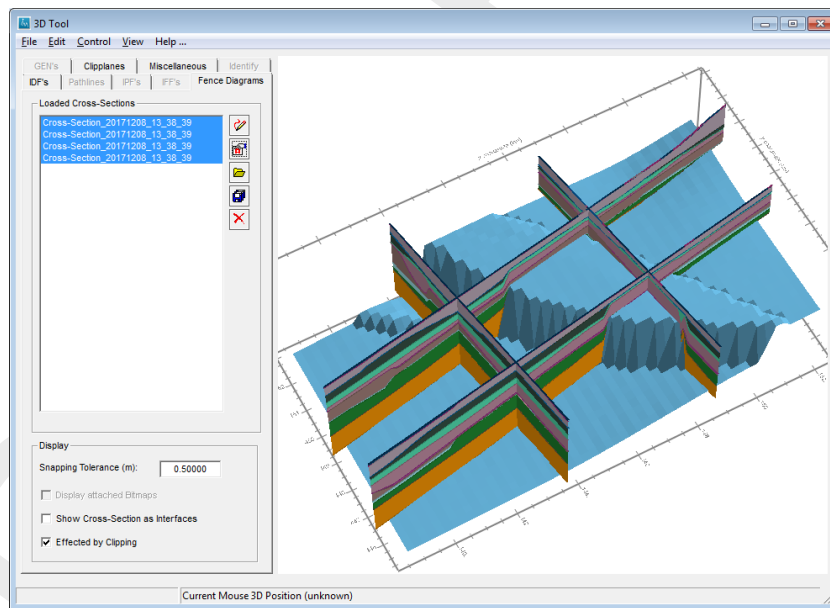 3D Tool
File Edit Control View Help ...
GEN's Clipplanes Miscellaneous Identify
IDF's Pathlines IPF's IFF's Fence Diagrams
Loaded Cross-Sections
Cross-Section_20171208_13_38_39
Cross-Section_20171208_13_38_39
Cross-Section_20171208_13_38_39
Cross-Section_20171208_13_38_39
Display
Snapping Tolerance (m): 0.50000
Display attached Bitmaps
Show Cross-Section as Interfaces
Effected by Clipping
Current Mouse 3D Position (unknown)